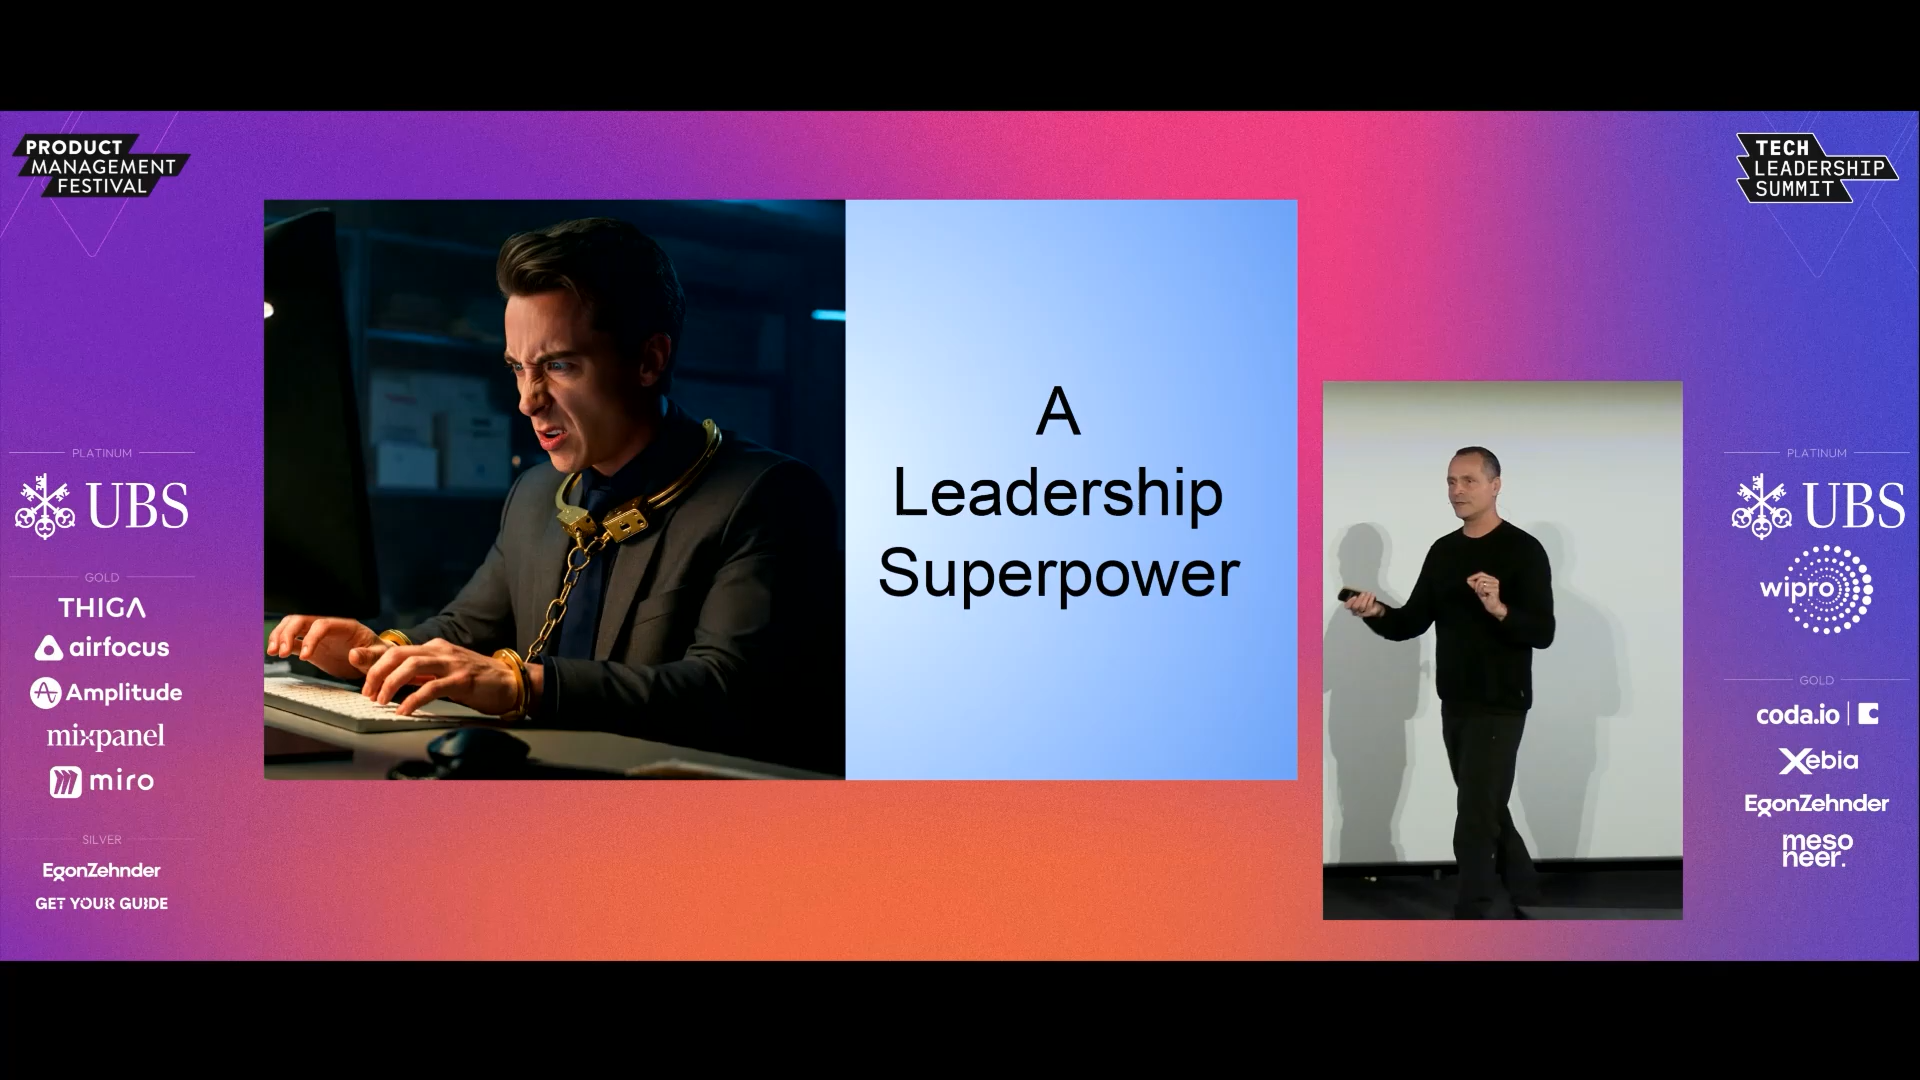 PRODUCT
MANAGEMENT
FESTIVAL
TECH
LEADERSHIP
SUMMIT
A
Leadership
Superpower
PLATINUM
UBS
GOLD
THIGA
airfocus
Amplitude
mixpanel
miro
SILVER
EgonZehnder
GET YOUR GUIDE
PLATINUM
UBS
wipro
GOLD
coda.io
Xebia
EgonZehnder
meso
neer.